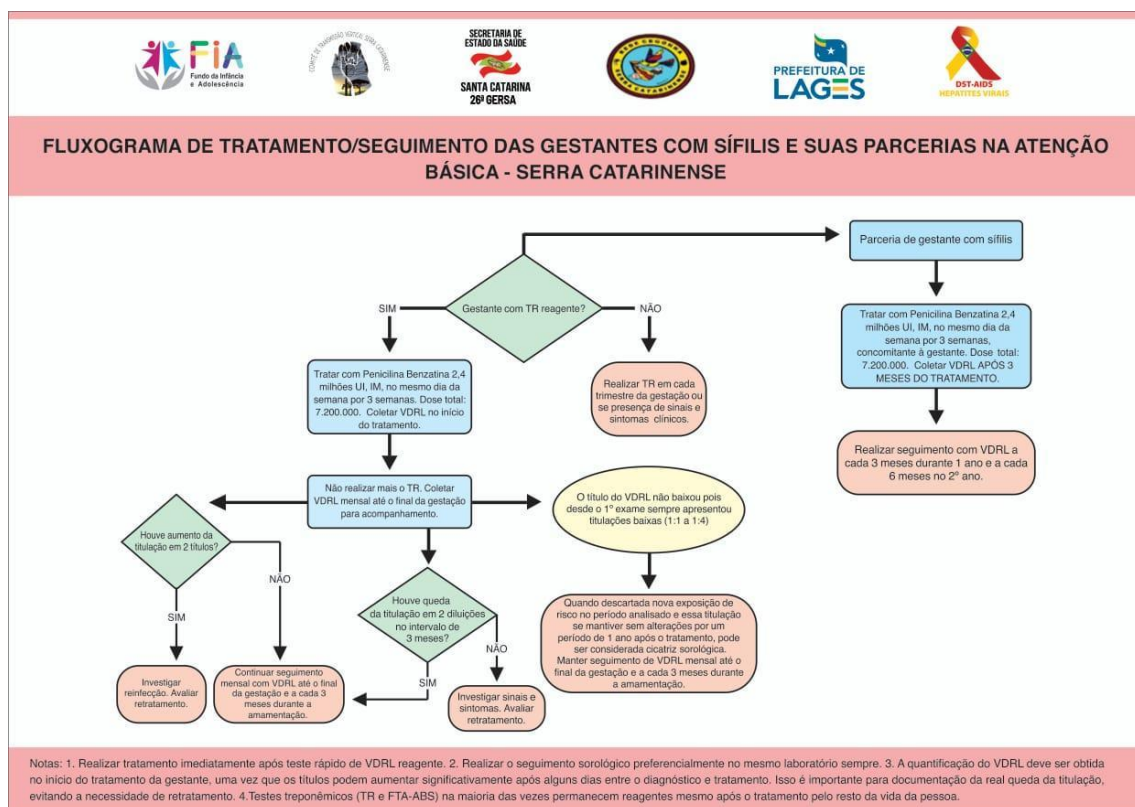 FiA
Fundo da Infância
e Adolescência
COMITÊ DE TRANSMISSÃO VERTICAL SERRA CATARINENSE
SECRETARIA DE
ESTADO DA SAÚDE
SANTA CATARINA
26ª GERSA
REDE CEGONHA
SERRA CATARINENSE
PREFEITURA DE
LAGES
DST-AIDS
HEPATITES VIRAIS
FLUXOGRAMA DE TRATAMENTO/SEGUIMENTO DAS GESTANTES COM SÍFILIS E SUAS PARCERIAS NA ATENÇÃO
BÁSICA - SERRA CATARINENSE
Parceria de gestante com sífilis
Gestante com TR reagente?
SIM
NÃO
Tratar com Penicilina Benzatina 2,4
milhões UI, IM, no mesmo dia da
semana por 3 semanas,
concomitante à gestante. Dose total:
7.200.000. Coletar VDRL APÓS 3
MESES DO TRATAMENTO.
Tratar com Penicilina Benzatina 2,4
milhões UI, IM, no mesmo dia da
semana por 3 semanas. Dose total:
7.200.000. Coletar VDRL no início
do tratamento.
Realizar TR em cada
trimestre da gestação ou
se presença de sinais e
sintomas clínicos.
Realizar seguimento com VDRL a
cada 3 meses durante 1 ano e a cada
6 meses no 2º ano.
Não realizar mais o TR. Coletar
VDRL mensal até o final da gestação
para acompanhamento.
O título do VDRL não baixou pois
desde o 1º exame sempre apresentou
titulações baixas (1:1 a 1:4)
Houve aumento da
titulação em 2 títulos?
NÃO
SIM
Houve queda
da titulação em 2 diluições
no intervalo de
3 meses?
NÃO
SIM
Quando descartada nova exposição de
risco no período analisado e essa titulação
se mantiver sem alterações por um
período de 1 ano após o tratamento, pode
ser considerada cicatriz sorológica.
Manter seguimento de VDRL mensal até o
final da gestação e a cada 3 meses durante
a amamentação.
Investigar
reinfecção. Avaliar
retratamento.
Continuar seguimento
mensal com VDRL até o final
da gestação e a cada 3
meses durante a
amamentação.
Investigar sinais e
sintomas. Avaliar
retratamento.
Notas: 1. Realizar tratamento imediatamente após teste rápido de VDRL reagente. 2. Realizar o seguimento sorológico preferencialmente no mesmo laboratório sempre. 3. A quantificação do VDRL deve ser obtida
no início do tratamento da gestante, uma vez que os títulos podem aumentar significativamente após alguns dias entre o diagnóstico e tratamento. Isso é importante para documentação da real queda da titulação,
evitando a necessidade de retratamento. 4.Testes treponêmicos (TR e FTA-ABS) na maioria das vezes permanecem reagentes mesmo após o tratamento pelo resto da vida da pessoa.